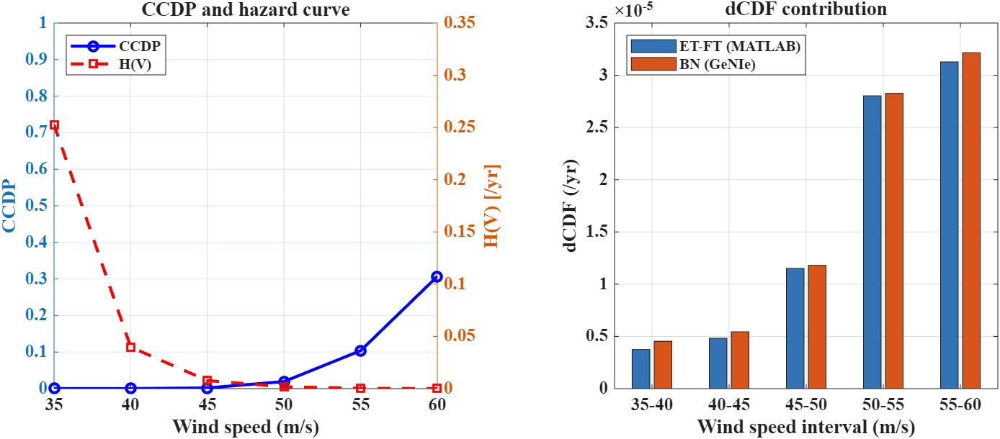 CCDP and hazard curve
CCDP
H(V)
1
0.9
0.8
0.7
0.6
0.5
0.4
0.3
0.2
0.1
0
CCDP
0.35
0.3
0.25
0.2
0.15
0.1
0.05
0
H(V) [/yr]
35 40 45 50 55 60
Wind speed (m/s)
×10⁻⁵
dCDF contribution
ET-FT (MATLAB)
BN (GeNIe)
3.5
3
2.5
2
1.5
1
0.5
0
dCDF (/yr)
35-40 40-45 45-50 50-55 55-60
Wind speed interval (m/s)